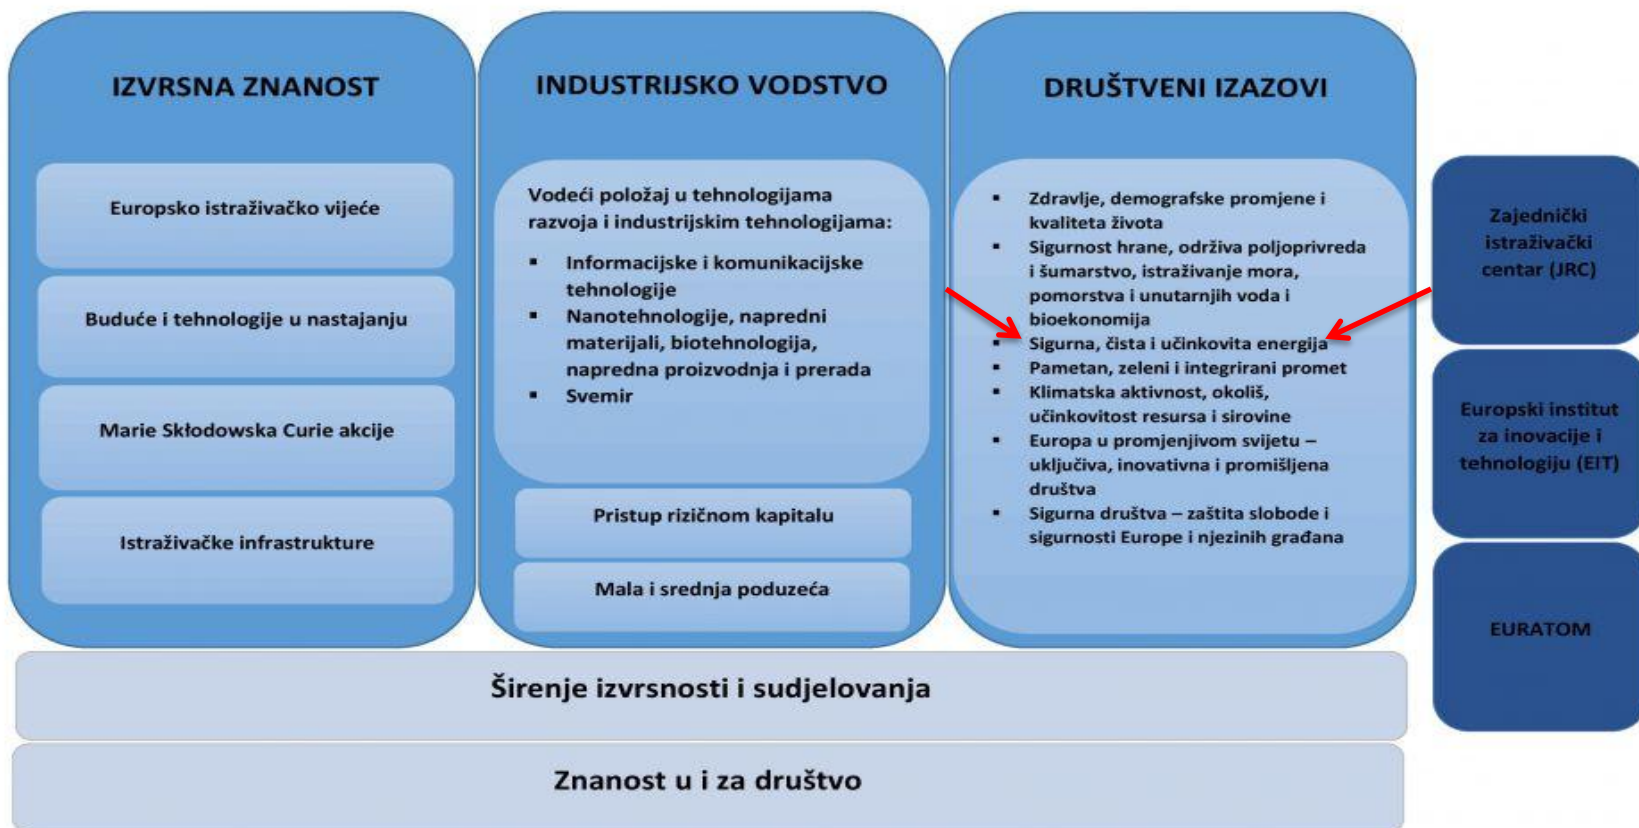 IZVRSNA ZNANOST
Europsko istraživačko vijeće
Buduće i tehnologije u nastajanju
Marie Skłodowska Curie akcije
Istraživačke infrastrukture
INDUSTRIJSKO VODSTVO
Vodeći položaj u tehnologijama
razvoja i industrijskim tehnologijama:
▪ Informacijske i komunikacijske
tehnologije
▪ Nanotehnologije, napredni
materijali, biotehnologija,
napredna proizvodnja i prerada
▪ Svemir
Pristup rizičnom kapitalu
Mala i srednja poduzeća
DRUŠTVENI IZAZOVI
▪ Zdravlje, demografske promjene i
kvaliteta života
▪ Sigurnost hrane, održiva poljoprivreda
i šumarstvo, istraživanje mora,
pomorstva i unutarnjih voda i
bioekonomija
▪ Sigurna, čista i učinkovita energija
▪ Pametan, zeleni i integrirani promet
▪ Klimatska aktivnost, okoliš,
učinkovitost resursa i sirovine
▪ Europa u promjenjivom svijetu –
uključiva, inovativna i promišljena
društva
▪ Sigurna društva – zaštita slobode i
sigurnosti Europe i njezinih građana
Zajednički
istraživački
centar (JRC)
Europski institut
za inovacije i
tehnologiju (EIT)
EURATOM
Širenje izvrsnosti i sudjelovanja
Znanost u i za društvo